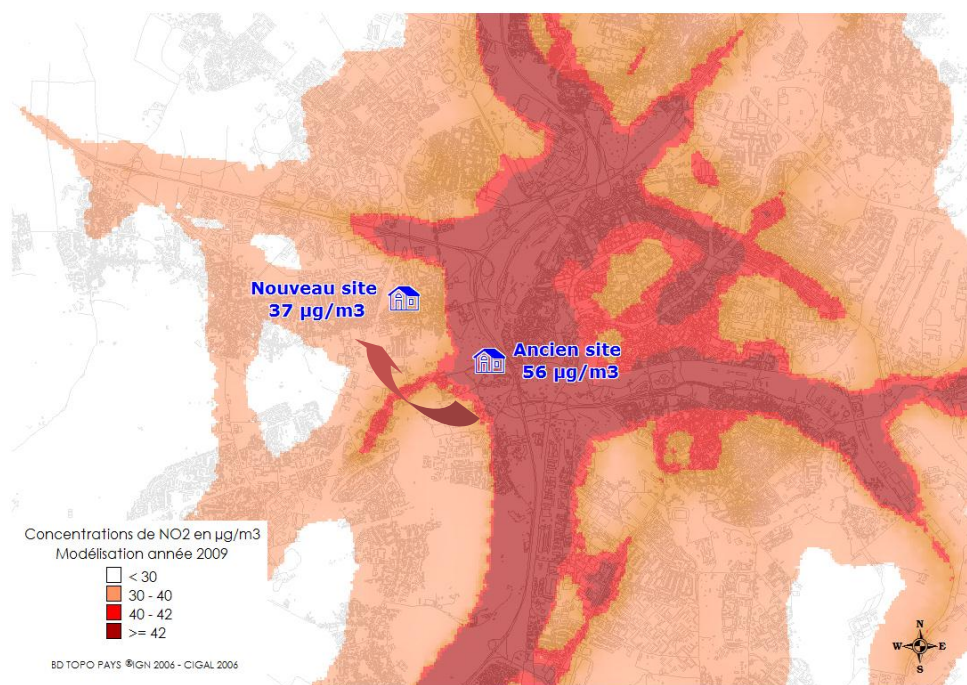 Nouveau site
37 µg/m3
Ancien site
56 µg/m3
Concentrations de NO2 en µg/m3
Modélisation année 2009
< 30
30 - 40
40 - 42
>= 42
BD TOPO PAYS ®IGN 2006 - CIGAL 2006
N
W E
S